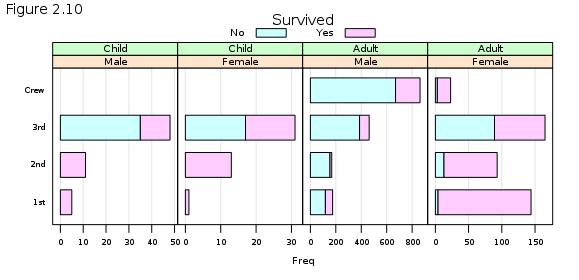 Figure 2.10
Survived
No Yes
Child Child Adult Adult
Male Female Male Female
Crew
3rd
2nd
1st
0 10 20 30 40 50 0 10 20 30 0 200 400 600 800 0 50 100 150
Freq